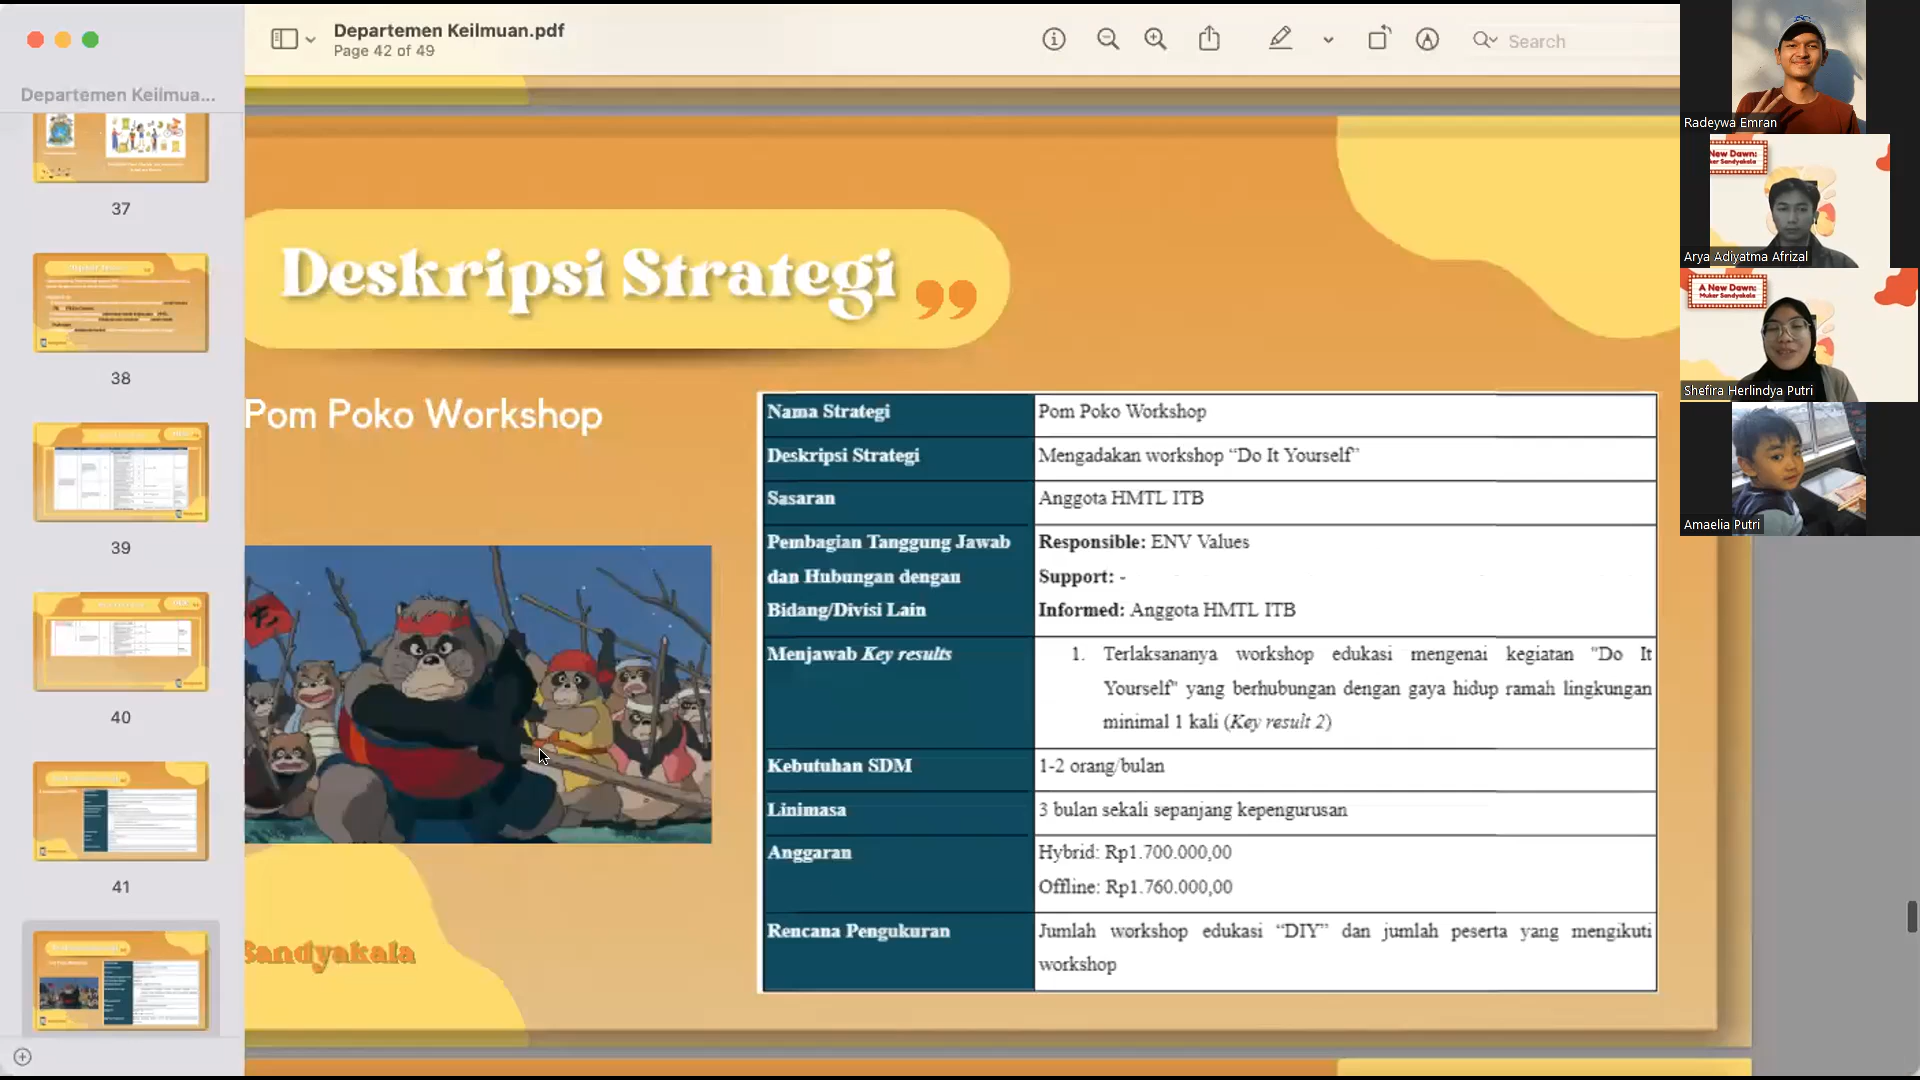 Departemen Keilmuan.pdf
Page 42 of 49
Search
Departemen Keilmua...
37
38
39
40
41
Deskripsi Strategi
Pom Poko Workshop
Nama Strategi
Pom Poko Workshop
Deskripsi Strategi
Mengadakan workshop “Do It Yourself”
Sasaran
Anggota HMTL ITB
Pembagian Tanggung Jawab
dan Hubungan dengan
Bidang/Divisi Lain
Responsible: ENV Values
Support: -
Informed: Anggota HMTL ITB
Menjawab Key results
1. Terlaksananya workshop edukasi mengenai kegiatan "Do It
Yourself" yang berhubungan dengan gaya hidup ramah lingkungan
minimal 1 kali (Key result 2)
Kebutuhan SDM
1-2 orang/bulan
Linimasa
3 bulan sekali sepanjang kepengurusan
Anggaran
Hybrid: Rp1.700.000,00
Offline: Rp1.760.000,00
Rencana Pengukuran
Jumlah workshop edukasi “DIY” dan jumlah peserta yang mengikuti
workshop
Sandyakala
Radeywa Emran
New Dawn:
Arya Adiyatma Afrizal
A New Dawn:
Muker Sandyakala
Shefira Herlindya Putri
Amaelia Putri